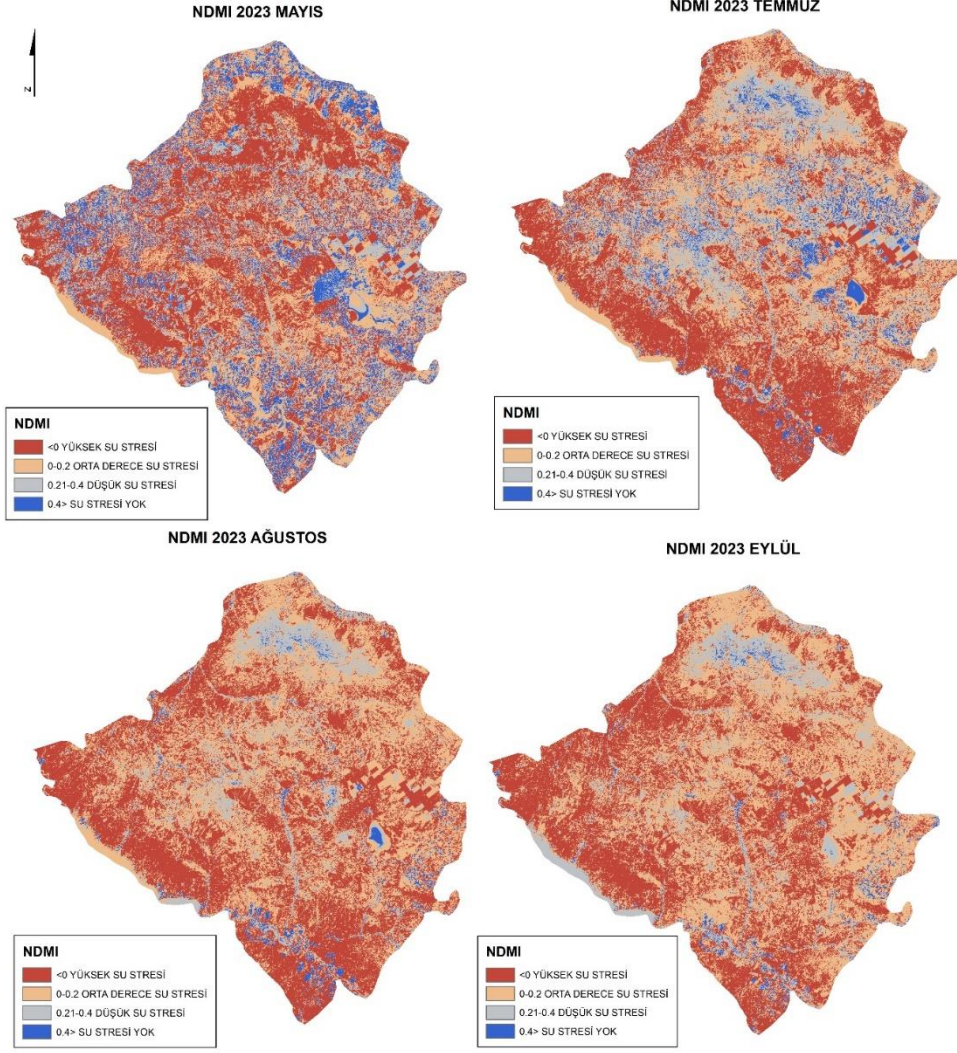 NDMI 2023 MAYIS
NDMI 2023 TEMMUZ
N
NDMI
<0 YÜKSEK SU STRESİ
0-0.2 ORTA DERECE SU STRESİ
0.21-0.4 DÜŞÜK SU STRESİ
0.4> SU STRESİ YOK
NDMI
<0 YÜKSEK SU STRESİ
0-0.2 ORTA DERECE SU STRESİ
0.21-0.4 DÜŞÜK SU STRESİ
0.4> SU STRESİ YOK
NDMI 2023 AĞUSTOS
NDMI 2023 EYLÜL
NDMI
<0 YÜKSEK SU STRESİ
0-0.2 ORTA DERECE SU STRESİ
0.21-0.4 DÜŞÜK SU STRESİ
0.4> SU STRESİ YOK
NDMI
<0 YÜKSEK SU STRESİ
0-0.2 ORTA DERECE SU STRESİ
0.21-0.4 DÜŞÜK SU STRESİ
0.4> SU STRESİ YOK